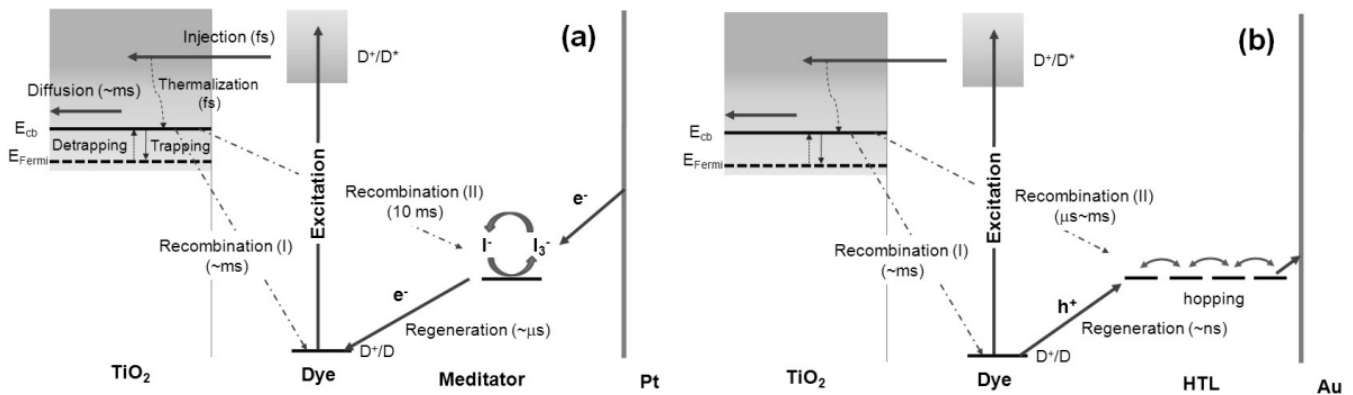 (a)
Injection (fs)
D⁺/D*
Diffusion (~ms)
Thermalization
(fs)
E_cb
Detrapping
Trapping
E_Fermi
Excitation
Recombination (II)
(10 ms)
e⁻
I⁻
I₃⁻
Recombination (I)
(~ms)
e⁻
Regeneration (~μs)
D⁺/D
TiO₂
Dye
Meditator
Pt
(b)
D⁺/D*
E_cb
E_Fermi
Excitation
Recombination (II)
(μs~ms)
Recombination (I)
(~ms)
hopping
h⁺
Regeneration (~ns)
D⁺/D
TiO₂
Dye
HTL
Au